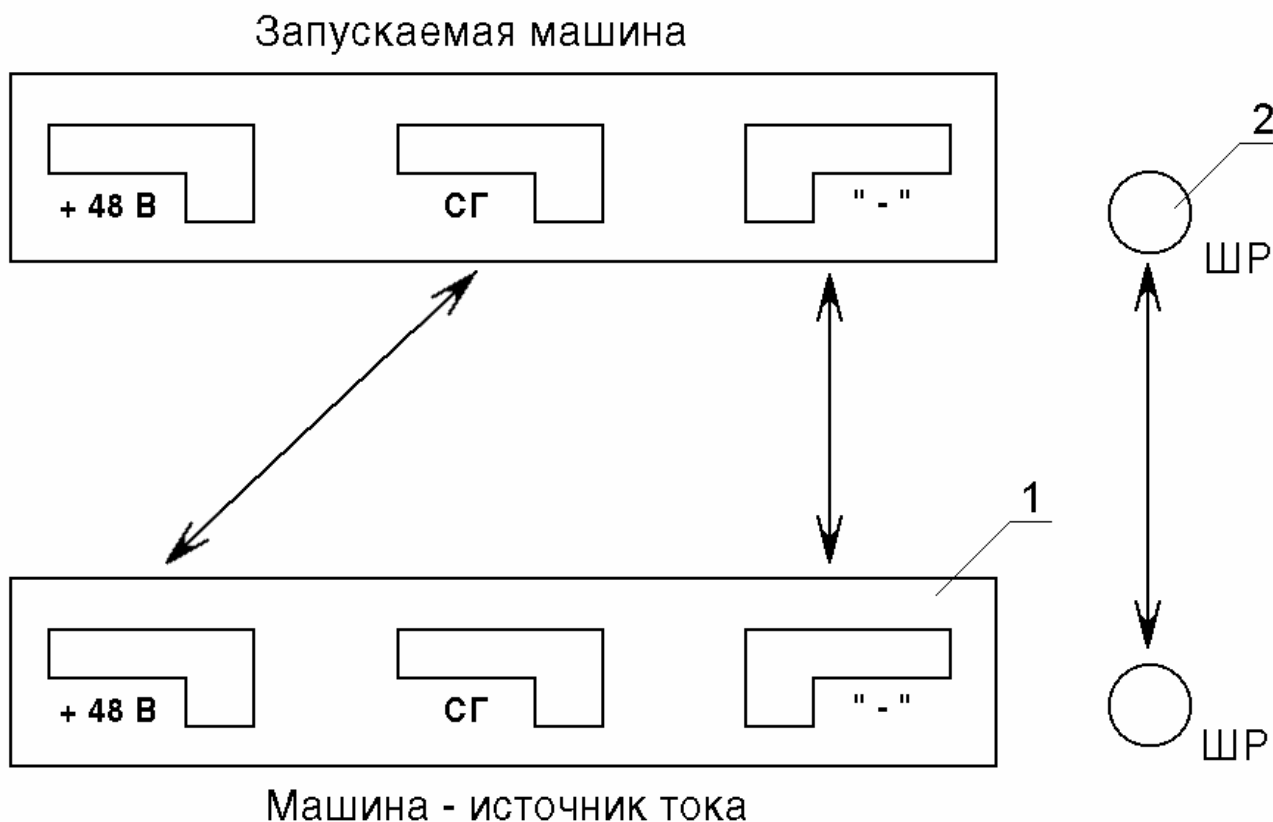 Запускаемая машина
2
+ 48 В СГ " - "
ШР
1
+ 48 В СГ " - "
ШР
Машина - источник тока